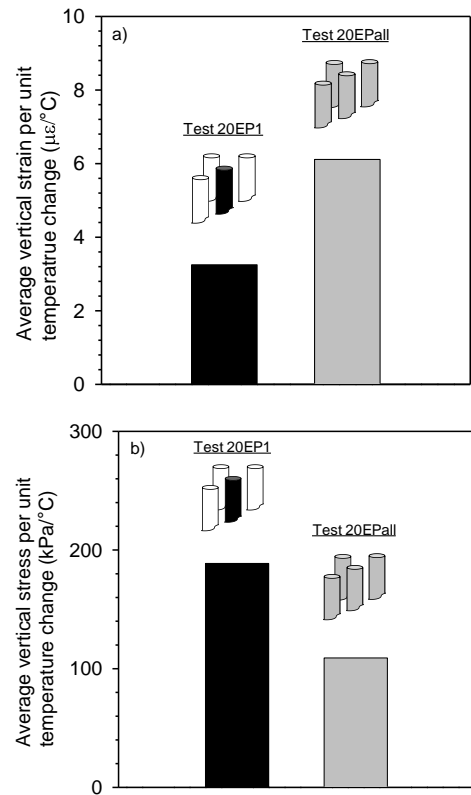 a)
Test 20EPall
Test 20EP1
Average vertical strain per unit
temperatrue change (με/°C)
10
8
6
4
2
0
b)
Test 20EP1
Test 20EPall
Average vertical stress per unit
temperature change (kPa/°C)
300
200
100
0